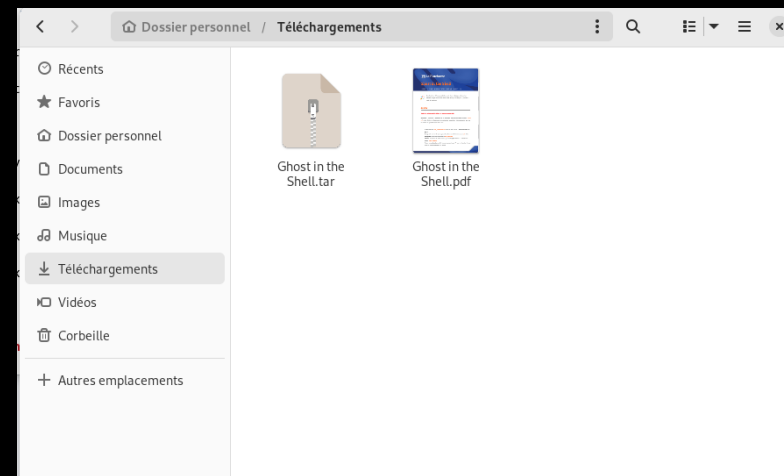 Dossier personnel / Téléchargements
Récents
Favoris
Dossier personnel
Documents
Images
Musique
Téléchargements
Vidéos
Corbeille
Autres emplacements
Ghost in the
Shell.tar
Ghost in the
Shell.pdf